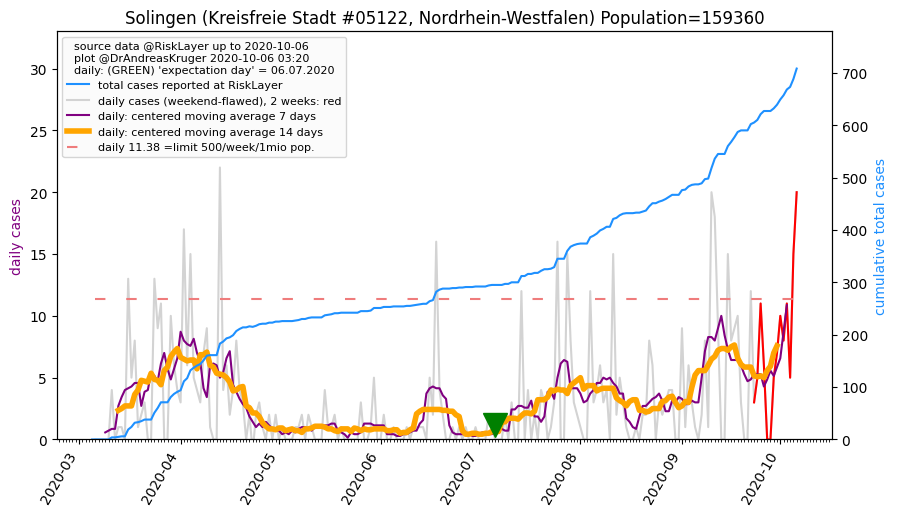 Solingen (Kreisfreie Stadt #05122, Nordrhein-Westfalen) Population=159360
source data @RiskLayer up to 2020-10-06
plot @DrAndreasKruger 2020-10-06 03:20
daily: (GREEN) 'expectation day' = 06.07.2020
total cases reported at RiskLayer
daily cases (weekend-flawed), 2 weeks: red
daily: centered moving average 7 days
daily: centered moving average 14 days
daily 11.38 =limit 500/week/1mio pop.
daily cases
30
25
20
15
10
5
0
700
600
500
400
300
200
100
0
cumulative total cases
2020-03
2020-04
2020-05
2020-06
2020-07
2020-08
2020-09
2020-10